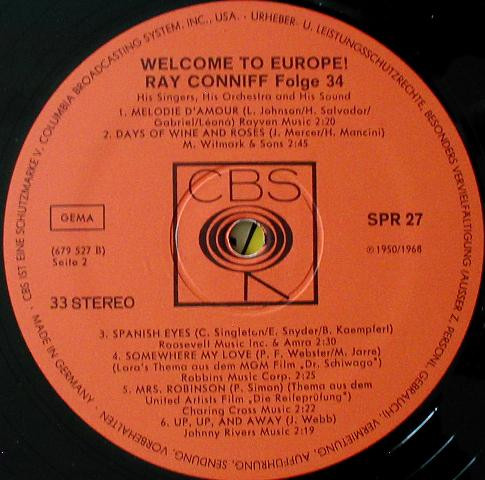 CBS IST EINE SCHUTZMARKE V. COLUMBIA BROADCASTING SYSTEM, INC., USA. · URHEBER- U. LEISTUNGSSCHUTZRECHTE, BESONDERS VERVIELFÄLTIGUNG (AUSSER Z. PERSÖNL. GEBRAUCH), VERMIETUNG, AUFFÜHRUNG, SENDUNG, VORBEHALTEN · MADE IN GERMANY ·
WELCOME TO EUROPE!
RAY CONNIFF Folge 34
His Singers, His Orchestra and His Sound
1. MELODIE D'AMOUR (L. Johnson/H. Salvador/
Gabriel/Léona) Rayven Music 2:20
2. DAYS OF WINE AND ROSES (J. Mercer/H. Mancini)
M. Witmark & Sons 2:45
CBS
GEMA
SPR 27
(679 527 B)
Seite 2
℗ 1950/1968
33 STEREO
3. SPANISH EYES (C. Singleton/E. Snyder/B. Kaempfert)
Roosevelt Music Inc. & Amra 2:30
4. SOMEWHERE MY LOVE (P. F. Webster/M. Jarre)
(Lara's Thema aus dem MGM Film „Dr. Schiwago“)
Robbins Music Corp. 2:25
5. MRS. ROBINSON (P. Simon) (Thema aus dem
United Artists Film „Die Reifeprüfung“)
Charing Cross Music 2:22
6. UP, UP, AND AWAY (J. Webb)
Johnny Rivers Music 2:19